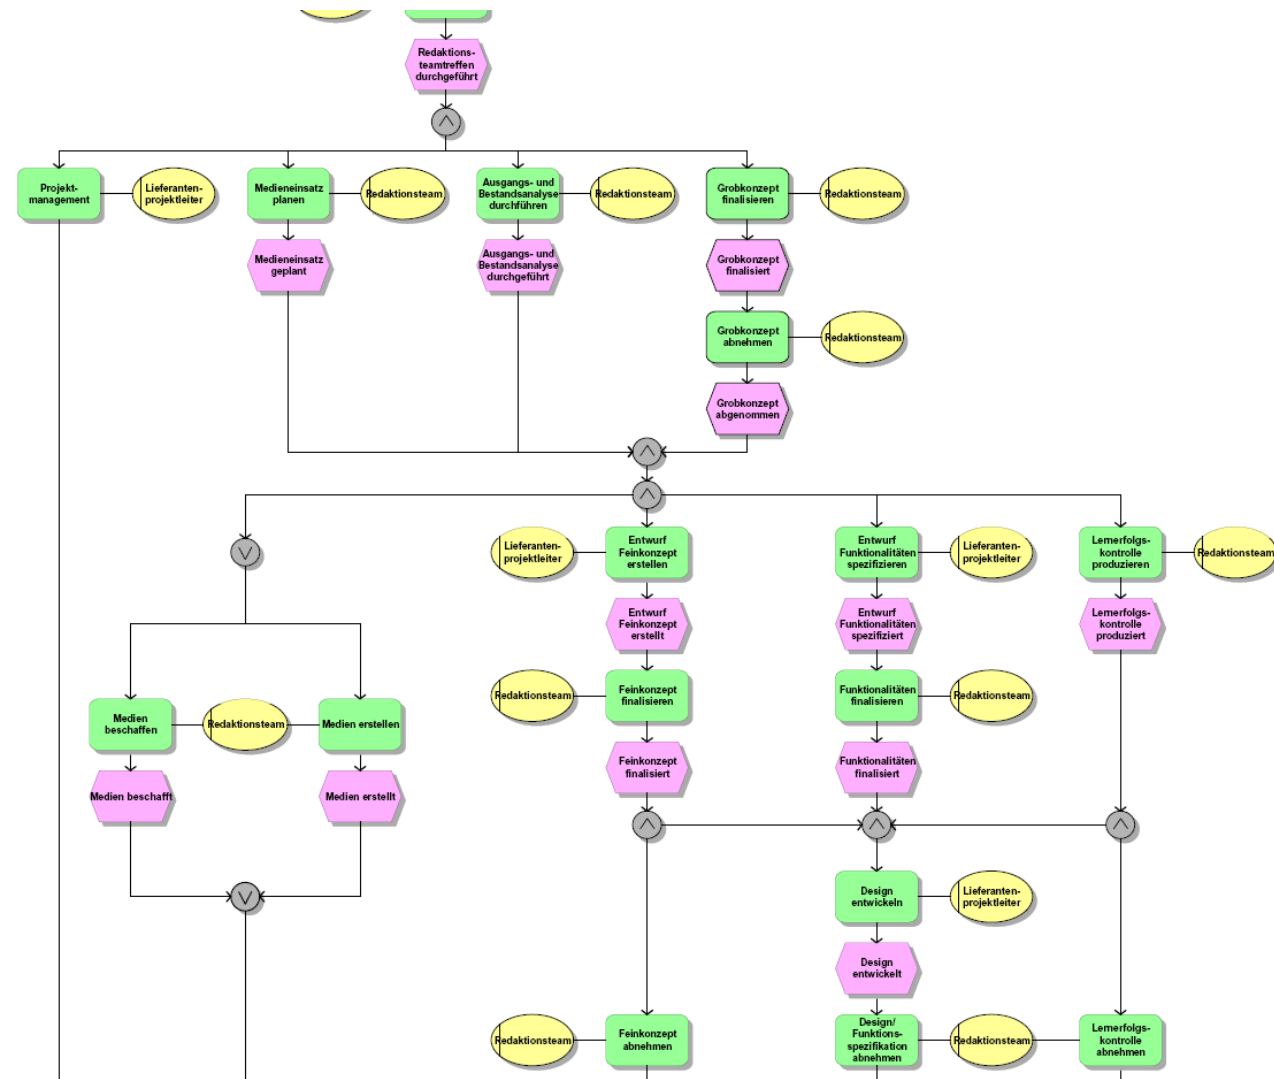 Redaktions-
teamtreffen
durchgeführt
Projekt-
management
Lieferanten-
projektleiter
Medieneinsatz
planen
Redaktionsteam
Ausgangs- und
Bestandsanalyse
durchführen
Redaktionsteam
Grobkonzept
finalisieren
Redaktionsteam
Medieneinsatz
geplant
Ausgangs- und
Bestandsanalyse
durchgeführt
Grobkonzept
finalisiert
Grobkonzept
abnehmen
Redaktionsteam
Grobkonzept
abgenommen
Lieferanten-
projektleiter
Entwurf
Feinkonzept
erstellen
Entwurf
Funktionalitäten
spezifizieren
Lieferanten-
projektleiter
Lernerfolgs-
kontrolle
produzieren
Redaktionsteam
Entwurf
Feinkonzept
erstellt
Entwurf
Funktionalitäten
spezifiziert
Lernerfolgs-
kontrolle
produziert
Medien
beschaffen
Redaktionsteam
Medien erstellen
Redaktionsteam
Feinkonzept
finalisieren
Funktionalitäten
finalisieren
Redaktionsteam
Medien beschafft
Medien erstellt
Feinkonzept
finalisiert
Funktionalitäten
finalisiert
Design
entwickeln
Lieferanten-
projektleiter
Design
entwickelt
Redaktionsteam
Feinkonzept
abnehmen
Design/
Funktions-
spezifikation
abnehmen
Redaktionsteam
Lernerfolgs-
kontrolle
abnehmen